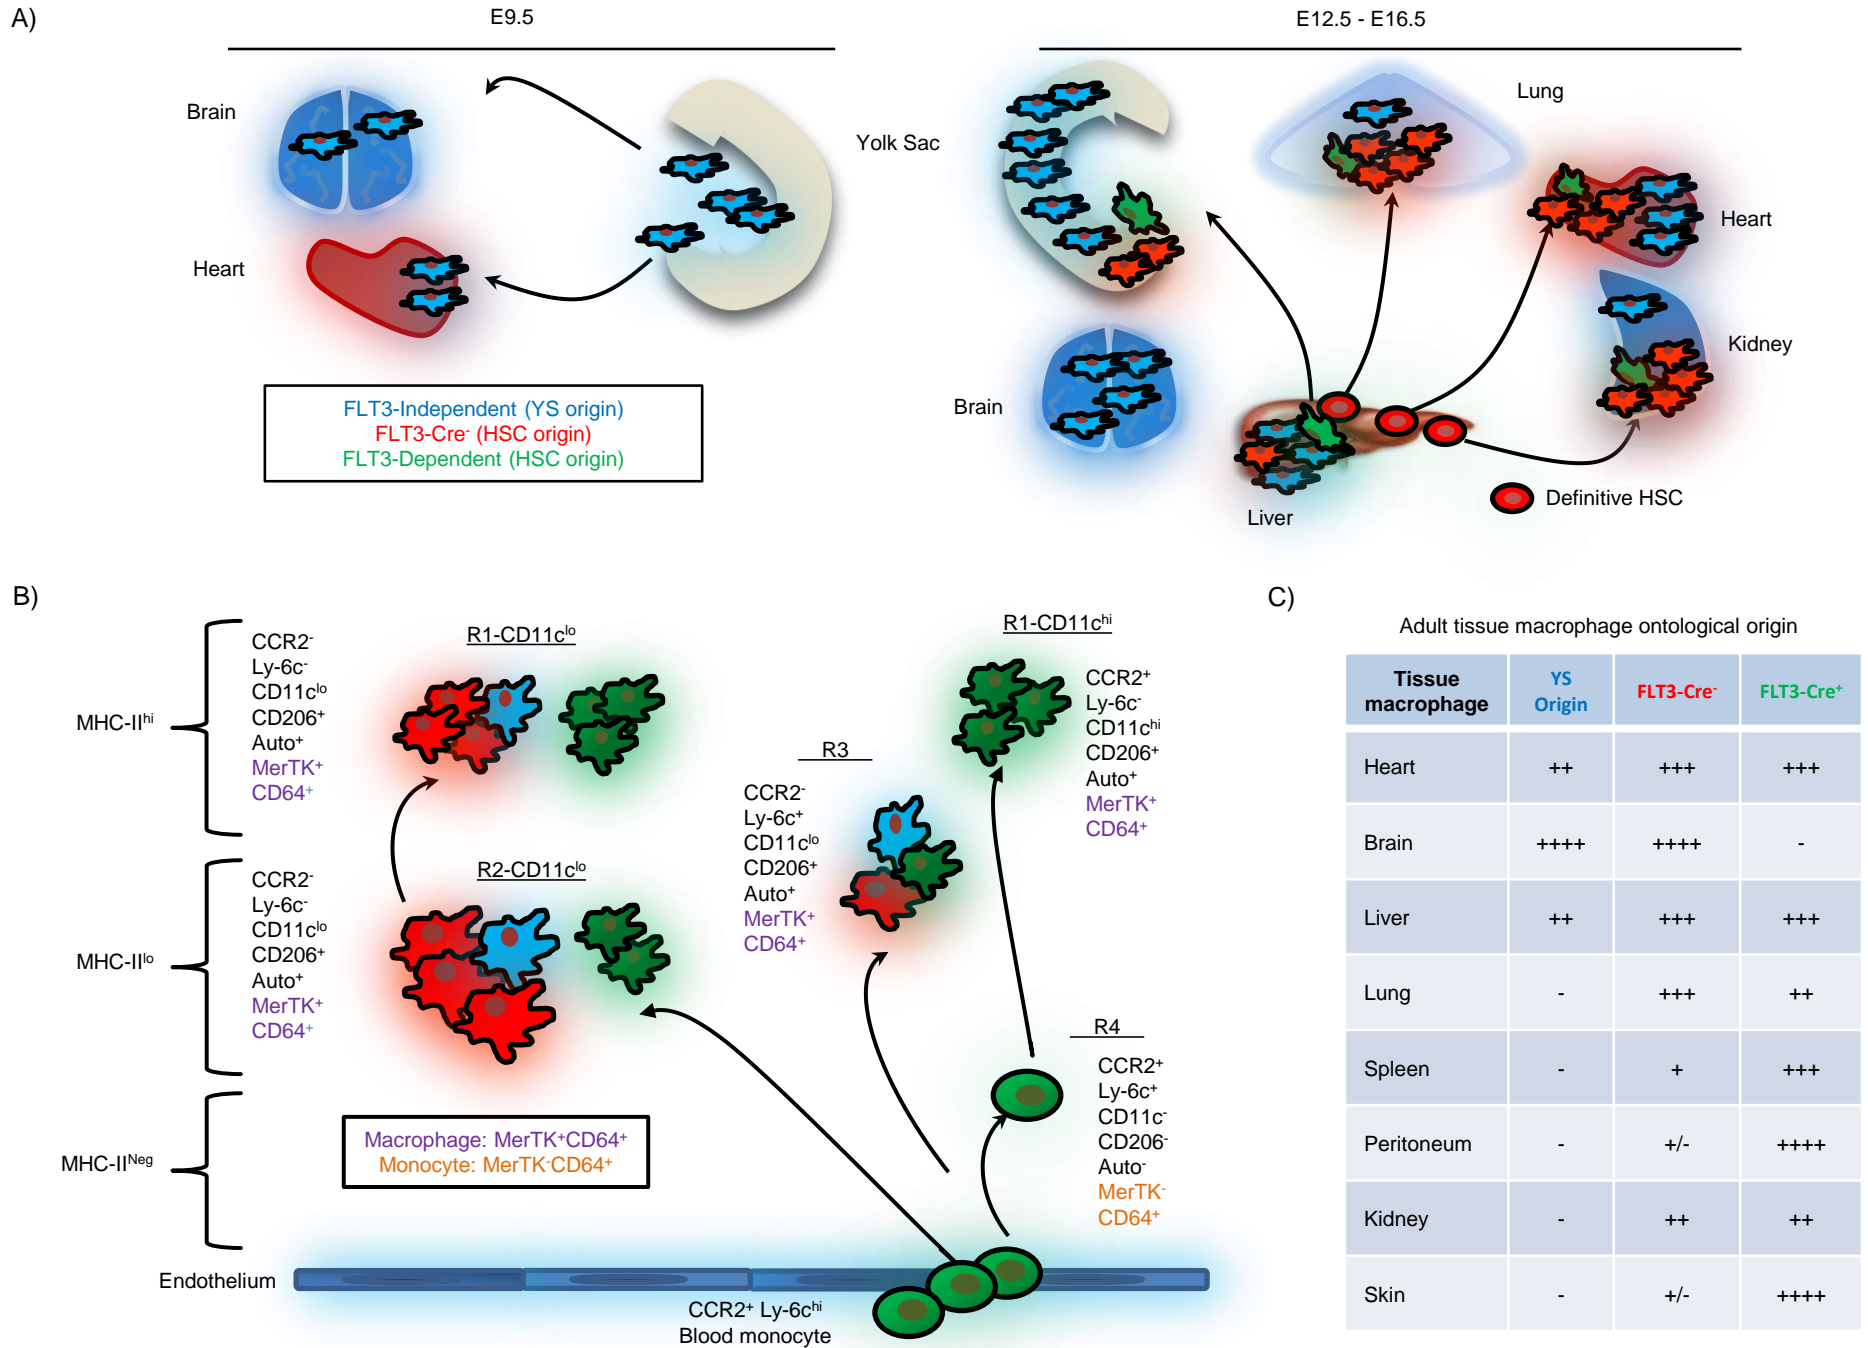 A)
E9.5
E12.5 - E16.5
Brain
Heart
Yolk Sac
Lung
Heart
Kidney
Brain
Liver
Definitive HSC
FLT3-Independent (YS origin)
FLT3-Cre⁻ (HSC origin)
FLT3-Dependent (HSC origin)
B)
MHC-IIʰⁱ
CCR2⁻
Ly-6c⁻
CD11cˡᵒ
CD206⁺
Auto⁺
MerTK⁺
CD64⁺
R1-CD11cˡᵒ
MHC-IIˡᵒ
CCR2⁻
Ly-6c⁻
CD11cˡᵒ
CD206⁺
Auto⁺
MerTK⁺
CD64⁺
R2-CD11cˡᵒ
R3
CCR2⁻
Ly-6c⁺
CD11cˡᵒ
CD206⁺
Auto⁺
MerTK⁺
CD64⁺
R1-CD11cʰⁱ
CCR2⁺
Ly-6c⁻
CD11cʰⁱ
CD206⁺
Auto⁺
MerTK⁺
CD64⁺
R4
CCR2⁺
Ly-6c⁺
CD11c⁻
CD206⁻
Auto⁻
MerTK⁻
CD64⁺
MHC-IIᴺᵉᵍ
Macrophage: MerTK⁺CD64⁺
Monocyte: MerTK⁻CD64⁺
Endothelium
CCR2⁺ Ly-6cʰⁱ
Blood monocyte
C)
Adult tissue macrophage ontological origin
Tissue macrophage YS Origin FLT3-Cre⁻ FLT3-Cre⁺
Heart ++ +++ +++
Brain ++++ ++++ -
Liver ++ +++ +++
Lung - +++ ++
Spleen - + +++
Peritoneum - +/- ++++
Kidney - ++ ++
Skin - +/- ++++